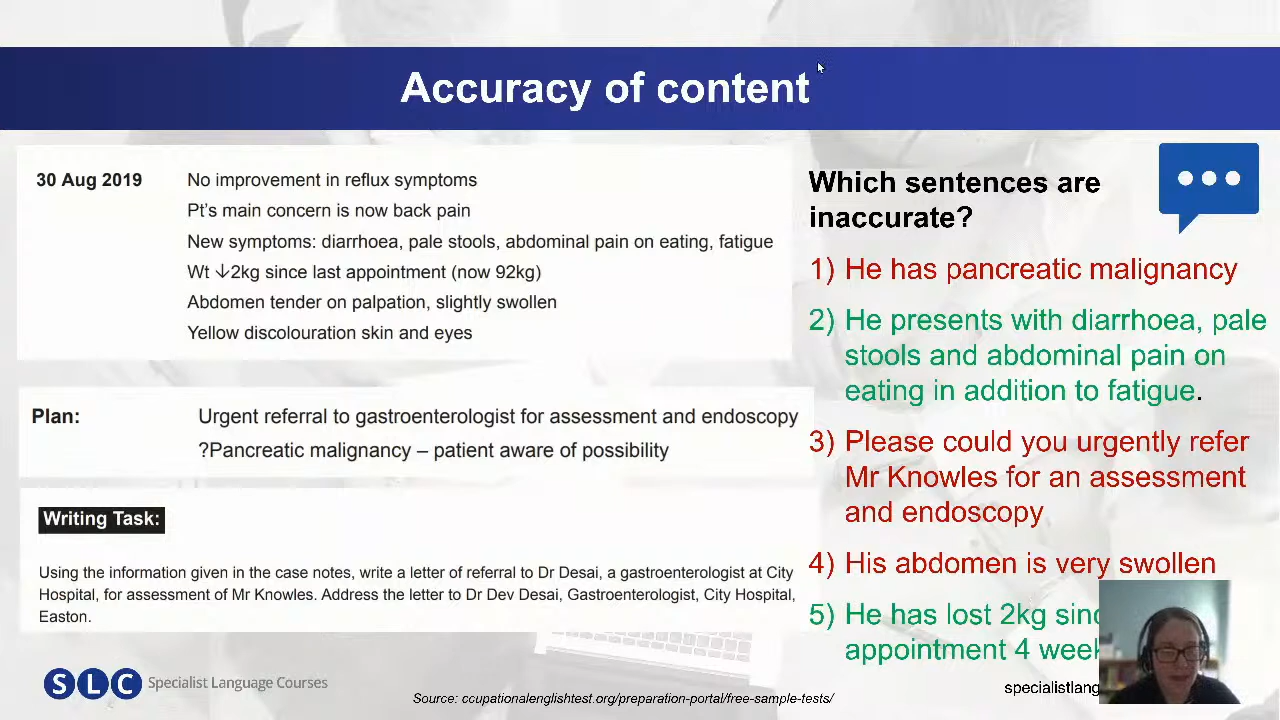 Accuracy of content
30 Aug 2019 No improvement in reflux symptoms
Pt's main concern is now back pain
New symptoms: diarrhoea, pale stools, abdominal pain on eating, fatigue
Wt ↓2kg since last appointment (now 92kg)
Abdomen tender on palpation, slightly swollen
Yellow discolouration skin and eyes
Plan: Urgent referral to gastroenterologist for assessment and endoscopy
?Pancreatic malignancy – patient aware of possibility
Writing Task:
Using the information given in the case notes, write a letter of referral to Dr Desai, a gastroenterologist at City
Hospital, for assessment of Mr Knowles. Address the letter to Dr Dev Desai, Gastroenterologist, City Hospital,
Easton.
Which sentences are
inaccurate?
1) He has pancreatic malignancy
2) He presents with diarrhoea, pale
stools and abdominal pain on
eating in addition to fatigue.
3) Please could you urgently refer
Mr Knowles for an assessment
and endoscopy
4) His abdomen is very swollen
5) He has lost 2kg
appointment 4
SLC Specialist Language Courses
Source: ccupationalenglishtest.org/preparation-portal/free-sample-tests/